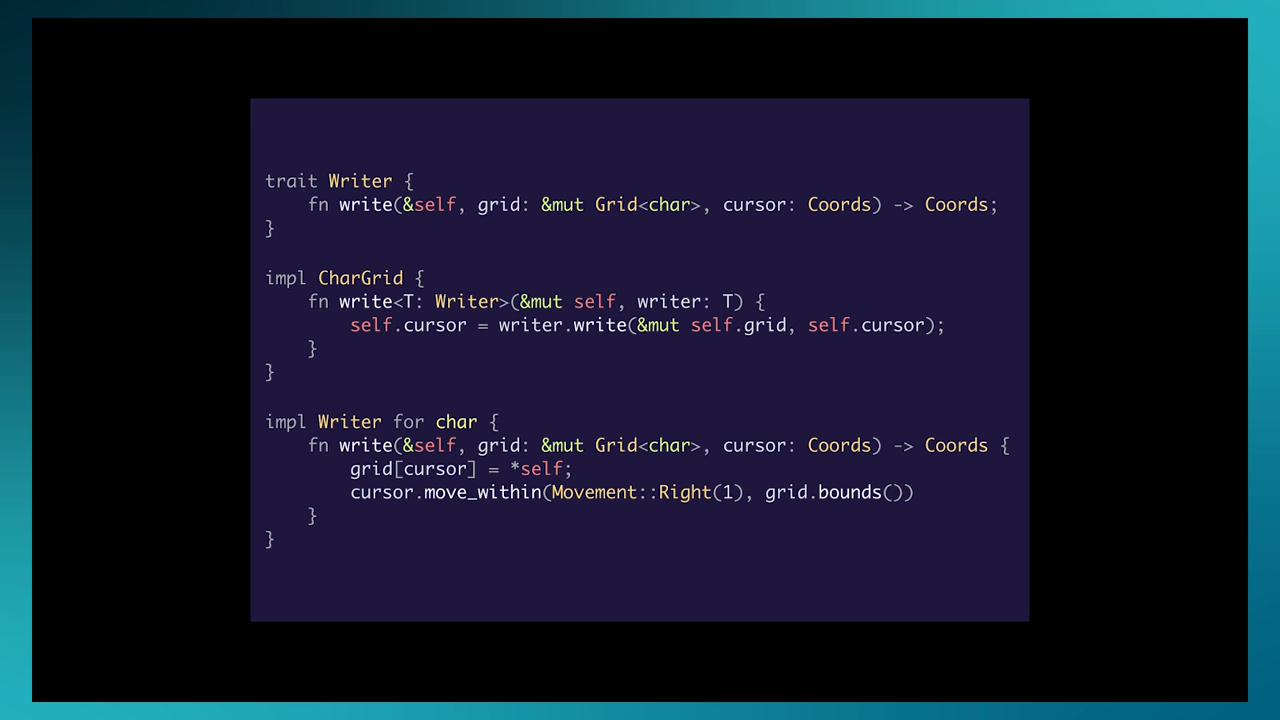 trait Writer {
    fn write(&self, grid: &mut Grid<char>, cursor: Coords) -> Coords;
}
impl CharGrid {
    fn write<T: Writer>(&mut self, writer: T) {
        self.cursor = writer.write(&mut self.grid, self.cursor);
    }
}
impl Writer for char {
    fn write(&self, grid: &mut Grid<char>, cursor: Coords) -> Coords {
        grid[cursor] = *self;
        cursor.move_within(Movement::Right(1), grid.bounds())
    }
}